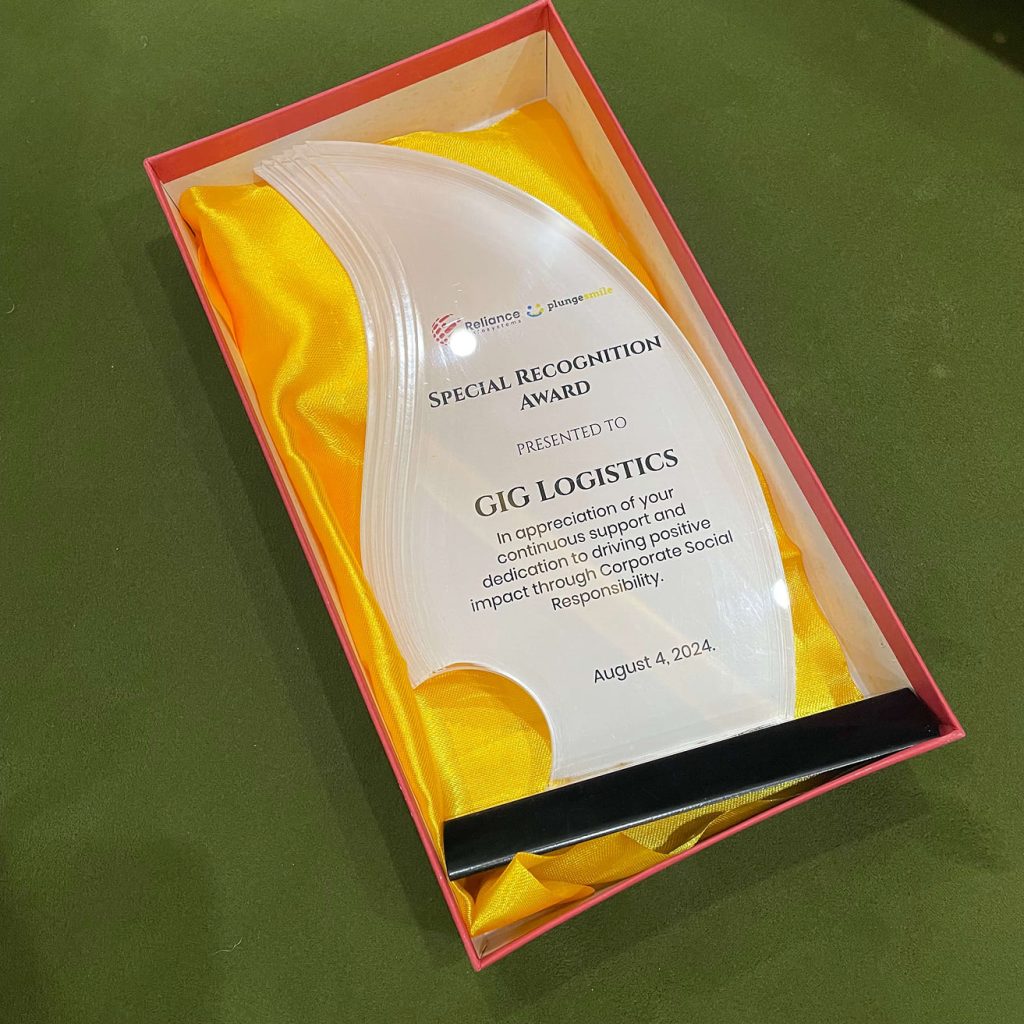 Reliance
plungesmile
SPECIAL RECOGNITION
AWARD
PRESENTED TO
GIG LOGISTICS
In appreciation of your
continuous support and
dedication to driving positive
impact through Corporate Social
Responsibility.
August 4, 2024.